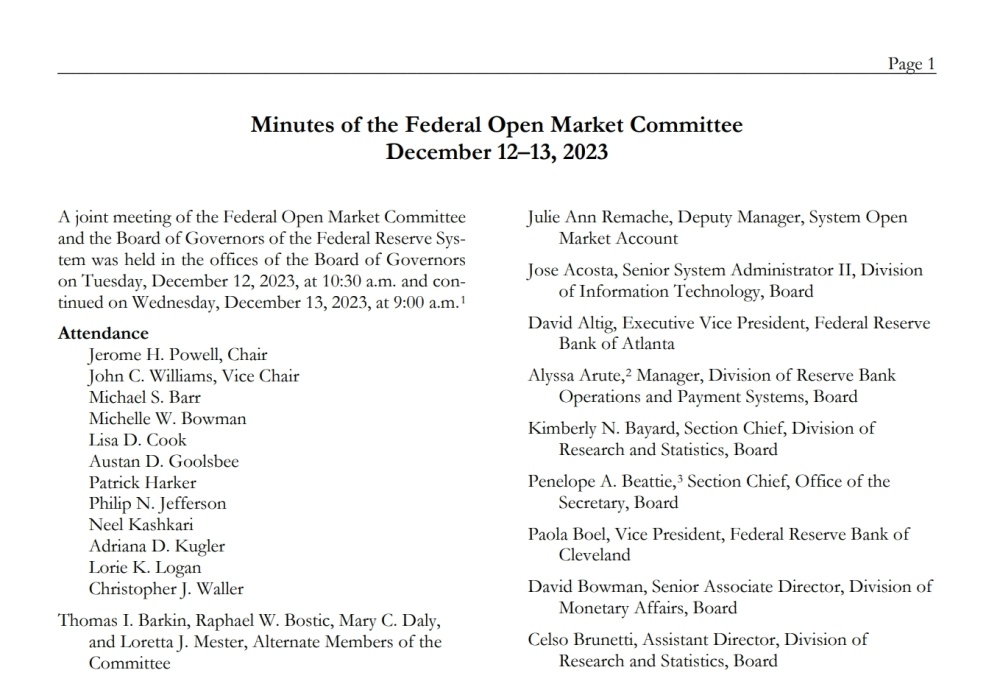 Page 1
Minutes of the Federal Open Market Committee
December 12–13, 2023
A joint meeting of the Federal Open Market Committee
and the Board of Governors of the Federal Reserve Sys-
tem was held in the offices of the Board of Governors
on Tuesday, December 12, 2023, at 10:30 a.m. and con-
tinued on Wednesday, December 13, 2023, at 9:00 a.m.¹
Attendance
Jerome H. Powell, Chair
John C. Williams, Vice Chair
Michael S. Barr
Michelle W. Bowman
Lisa D. Cook
Austan D. Goolsbee
Patrick Harker
Philip N. Jefferson
Neel Kashkari
Adriana D. Kugler
Lorie K. Logan
Christopher J. Waller
Thomas I. Barkin, Raphael W. Bostic, Mary C. Daly,
and Loretta J. Mester, Alternate Members of the
Committee
Julie Ann Remache, Deputy Manager, System Open
Market Account
Jose Acosta, Senior System Administrator II, Division
of Information Technology, Board
David Altig, Executive Vice President, Federal Reserve
Bank of Atlanta
Alyssa Arute,² Manager, Division of Reserve Bank
Operations and Payment Systems, Board
Kimberly N. Bayard, Section Chief, Division of
Research and Statistics, Board
Penelope A. Beattie,³ Section Chief, Office of the
Secretary, Board
Paola Boel, Vice President, Federal Reserve Bank of
Cleveland
David Bowman, Senior Associate Director, Division of
Monetary Affairs, Board
Celso Brunetti, Assistant Director, Division of
Research and Statistics, Board